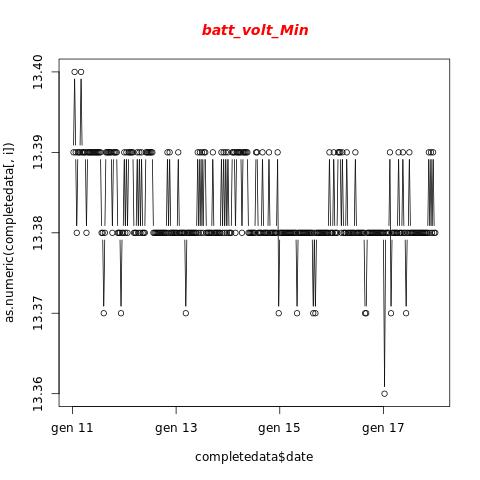 batt_volt_Min
as.numeric(completedata[, i])
13.40
13.39
13.38
13.37
13.36
gen 11 gen 13 gen 15 gen 17
completedata$date